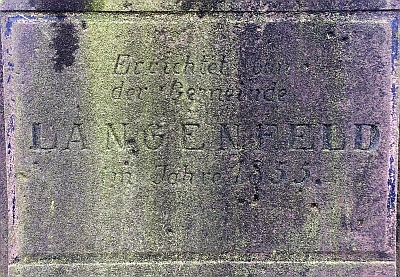 Errichtet von
der Gemeinde
LANGENFELD
im Jahre 1855.